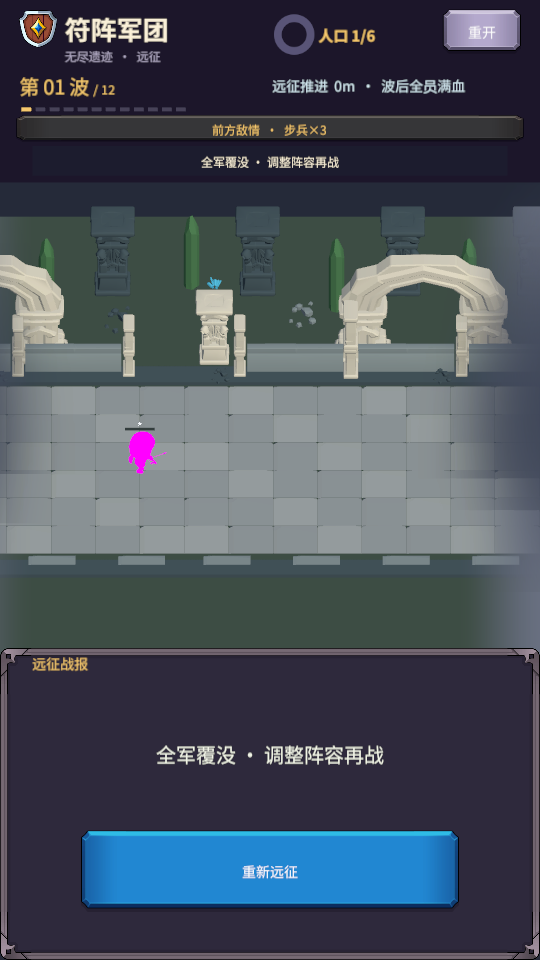 符阵军团
无尽遗迹 · 远征
人口 1/6
重开
第 01 波 / 12
远征推进 0m · 波后全员满血
前方敌情 · 步兵×3
全军覆没 · 调整阵容再战
远征战报
全军覆没 · 调整阵容再战
重新远征